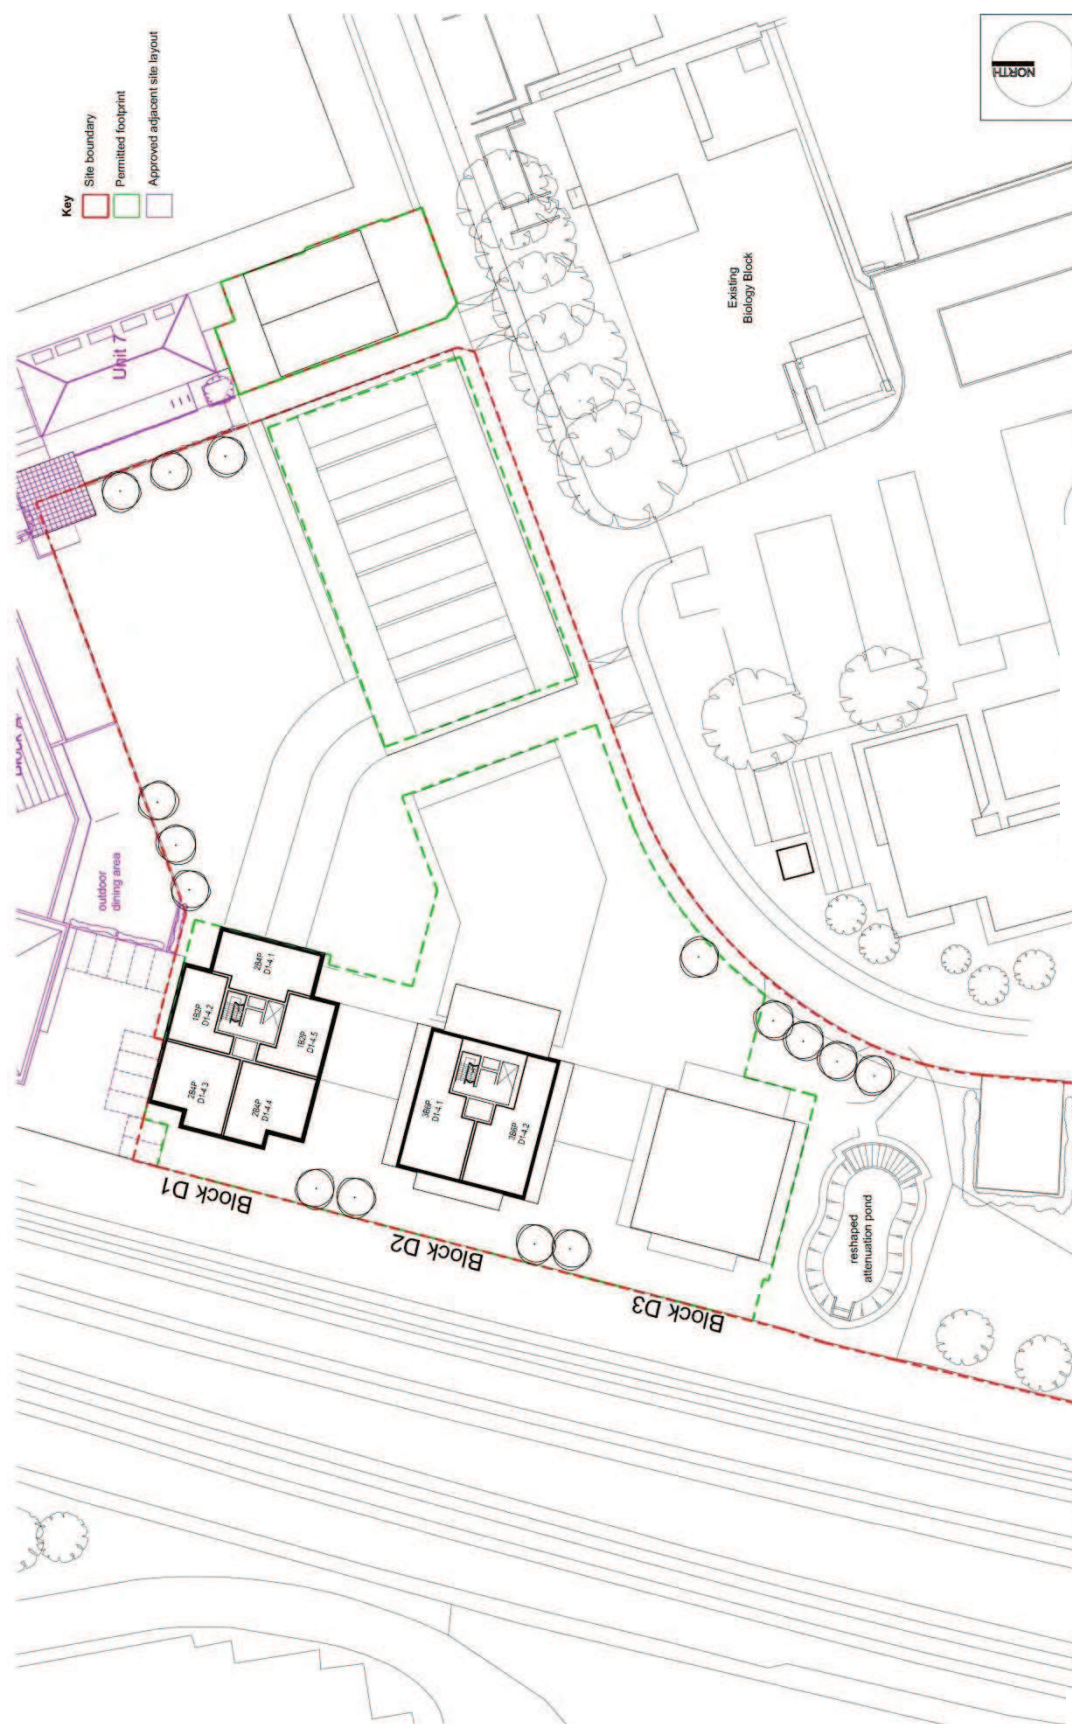 Key
Site boundary
Permitted footprint
Approved adjacent site layout
NORTH
Unit 7
Existing
Biology Block
outdoor
dining area
2B4P
D1-4.1
1B2P
D1-4.2
1B2P
D1-4.5
2B4P
D1-4.3
2B4P
D1-4.4
Block D1
3B6P
D1-4.1
3B6P
D1-4.2
Block D2
Block D3
reshaped
attenuation pond